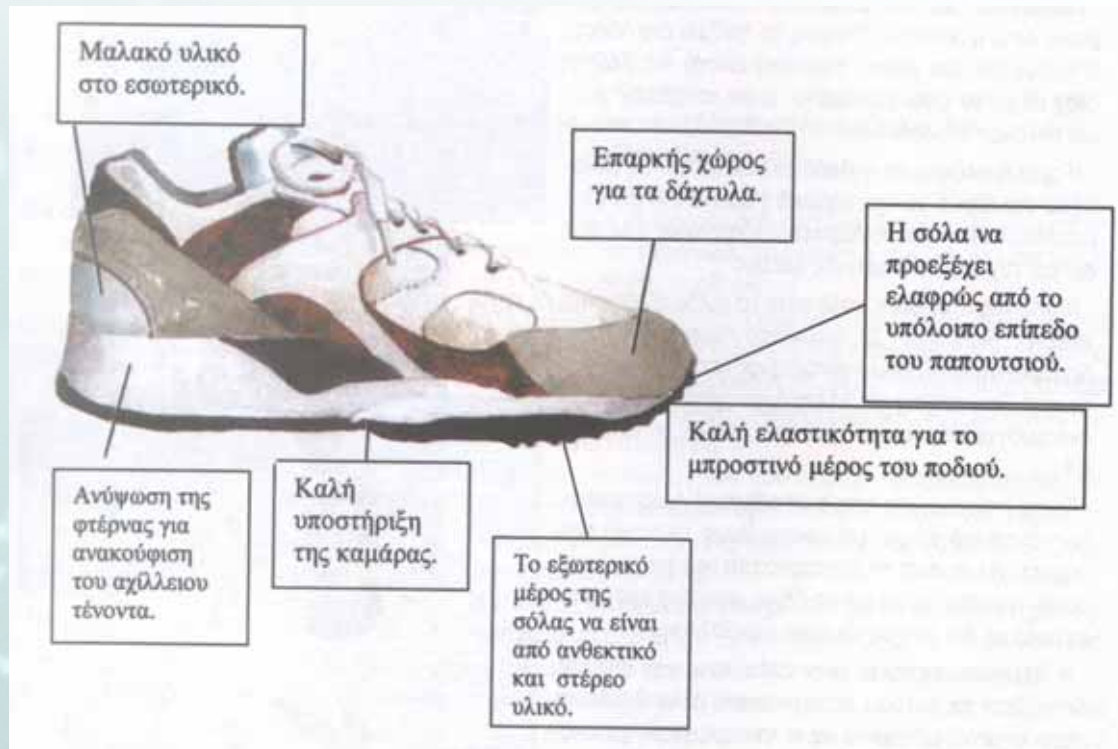 Μαλακό υλικό
στο εσωτερικό.
Επαρκής χώρος
για τα δάχτυλα.
Η σόλα να
προεξέχει
ελαφρώς από το
υπόλοιπο επίπεδο
του παπουτσιού.
Καλή ελαστικότητα για το
μπροστινό μέρος του ποδιού.
Ανύψωση της
φτέρνας για
ανακούφιση
του αχίλλειου
τένοντα.
Καλή
υποστήριξη
της καμάρας.
Το εξωτερικό
μέρος της
σόλας να είναι
από ανθεκτικό
και στέρεο
υλικό.